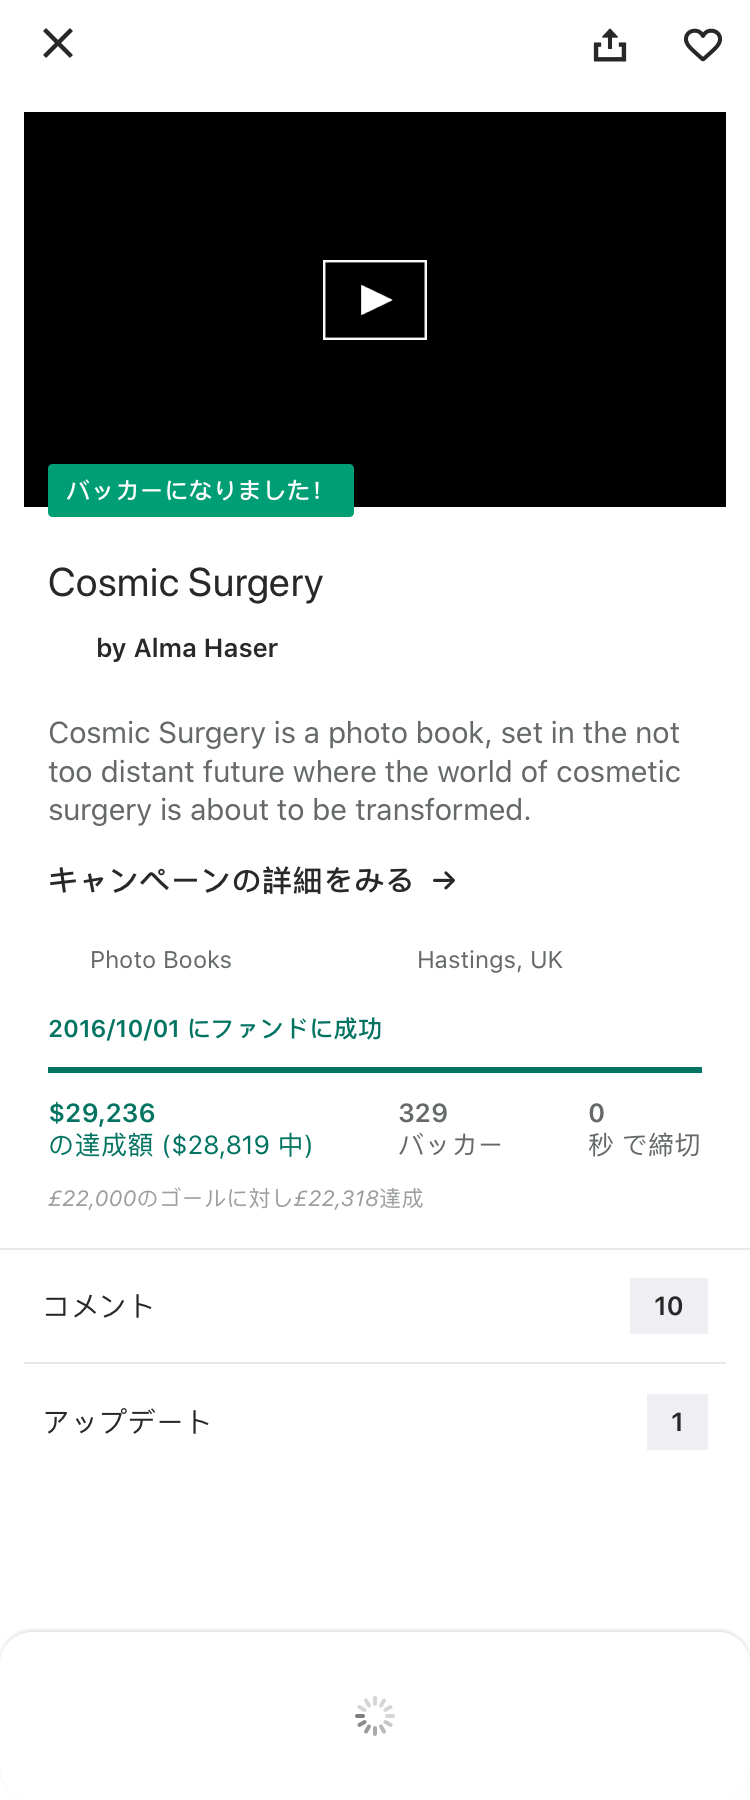 バッカーになりました!
Cosmic Surgery
by Alma Haser
Cosmic Surgery is a photo book, set in the not
too distant future where the world of cosmetic
surgery is about to be transformed.
キャンペーンの詳細をみる →
Photo Books
Hastings, UK
2016/10/01 にファンドに成功
$29,236
の達成額 ($28,819 中)
329
バッカー
0
秒 で締切
£22,000のゴールに対し£22,318達成
コメント
10
アップデート
1